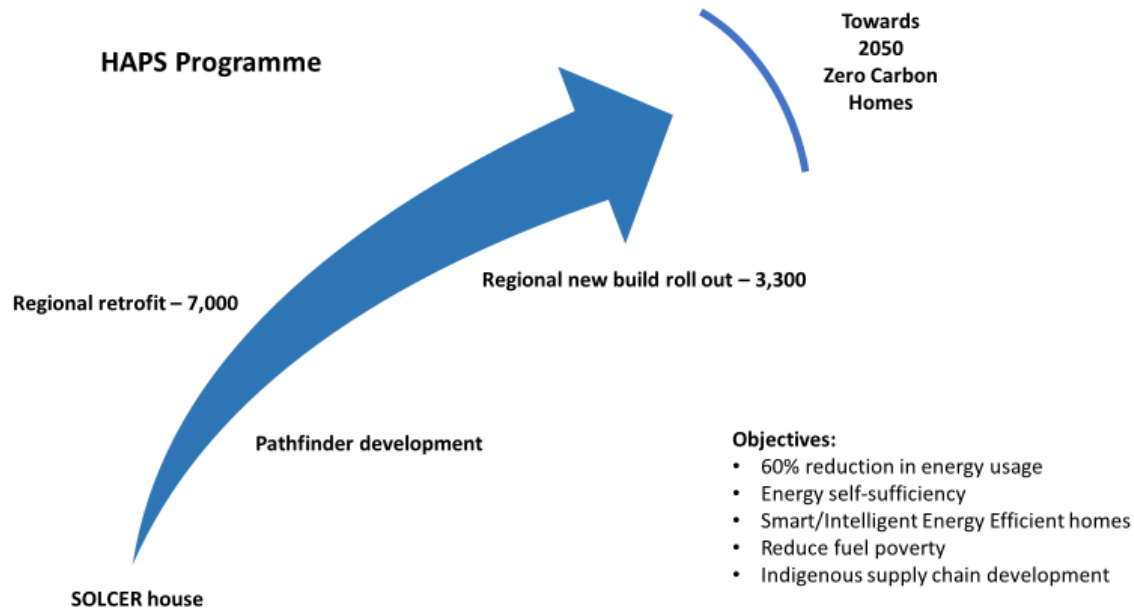 HAPS Programme
Towards
2050
Zero Carbon
Homes
Regional new build roll out – 3,300
Regional retrofit – 7,000
Pathfinder development
SOLCER house
Objectives:
• 60% reduction in energy usage
• Energy self-sufficiency
• Smart/Intelligent Energy Efficient homes
• Reduce fuel poverty
• Indigenous supply chain development